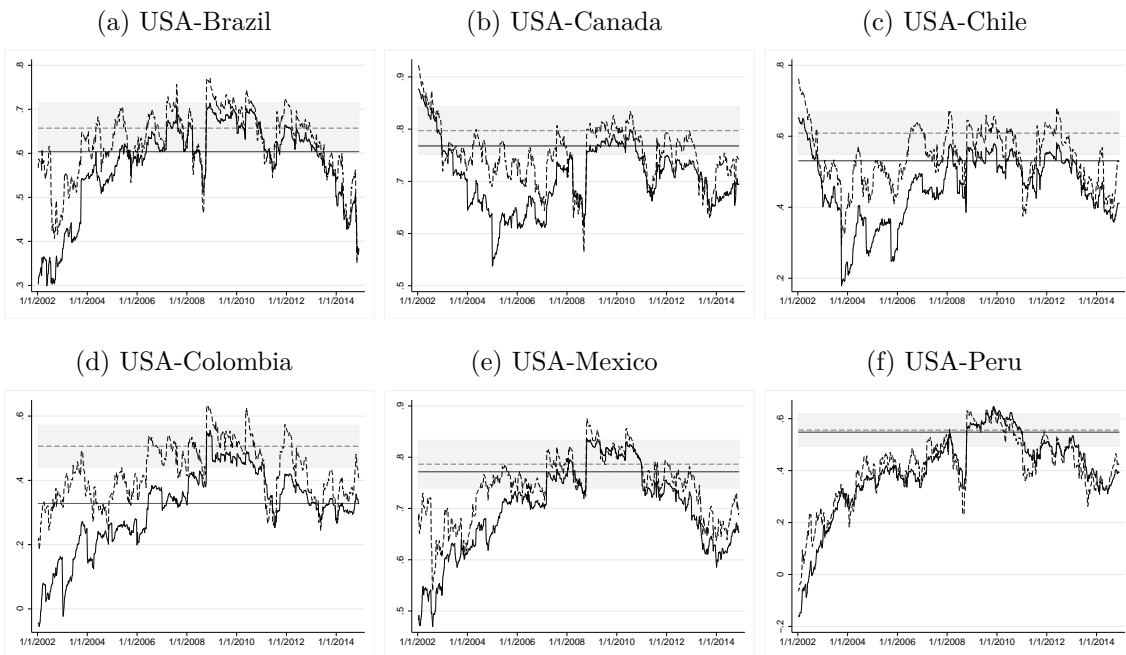 (a) USA-Brazil (b) USA-Canada (c) USA-Chile
.8 .7 .6 .5 .4 .3
1/1/2002 1/1/2004 1/1/2006 1/1/2008 1/1/2010 1/1/2012 1/1/2014
.9 .8 .7 .6 .5
1/1/2002 1/1/2004 1/1/2006 1/1/2008 1/1/2010 1/1/2012 1/1/2014
.8 .6 .4 .2
1/1/2002 1/1/2004 1/1/2006 1/1/2008 1/1/2010 1/1/2012 1/1/2014
(d) USA-Colombia (e) USA-Mexico (f) USA-Peru
.6 .4 .2 0
1/1/2002 1/1/2004 1/1/2006 1/1/2008 1/1/2010 1/1/2012 1/1/2014
.9 .8 .7 .6 .5
1/1/2002 1/1/2004 1/1/2006 1/1/2008 1/1/2010 1/1/2012 1/1/2014
.6 .4 .2 0 -.2
1/1/2002 1/1/2004 1/1/2006 1/1/2008 1/1/2010 1/1/2012 1/1/2014